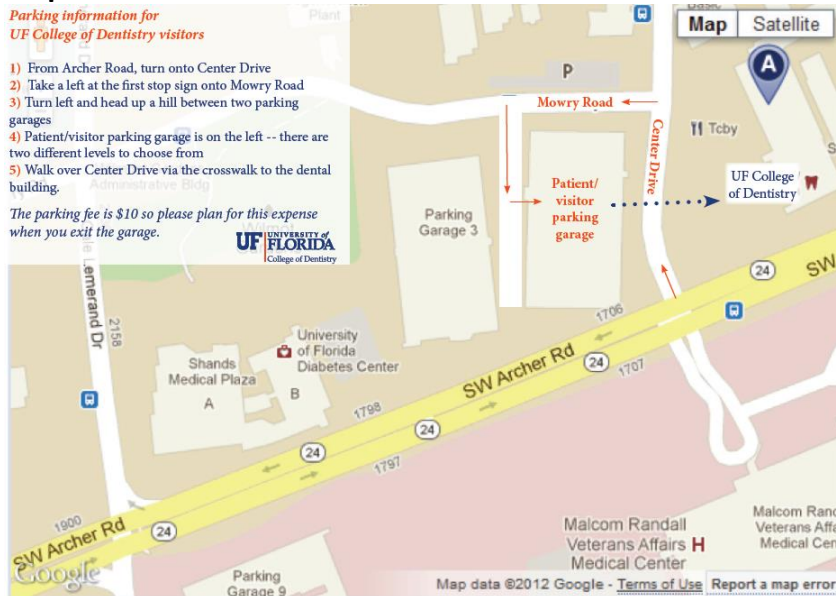 Parking information for
UF College of Dentistry visitors
1) From Archer Road, turn onto Center Drive
2) Take a left at the first stop sign onto Mowry Road
3) Turn left and head up a hill between two parking
garages
4) Patient/visitor parking garage is on the left -- there are
two different levels to choose from
5) Walk over Center Drive via the crosswalk to the dental
building.
The parking fee is $10 so please plan for this expense
when you exit the garage.
UF UNIVERSITY of
FLORIDA
College of Dentistry
Plant
Administrative Bldg
Map
Satellite
A
P
Mowry Road
Center Drive
Tcby
UF College
of Dentistry
Patient/
visitor
parking
garage
Parking
Garage 3
Lemerand Dr
2158
University
of Florida
Diabetes Center
Shands
Medical Plaza
A
B
24
SW
1706
SW Archer Rd
24
1707
1798
24
24
1797
1900
SW Archer Rd
24
Malcom Randall
Veterans Affairs H
Medical Center
Malcom Ranc
Veterans Affa
Medical Cen
Google
Parking
Garage 9
Map data ©2012 Google - Terms of Use
Report a map error